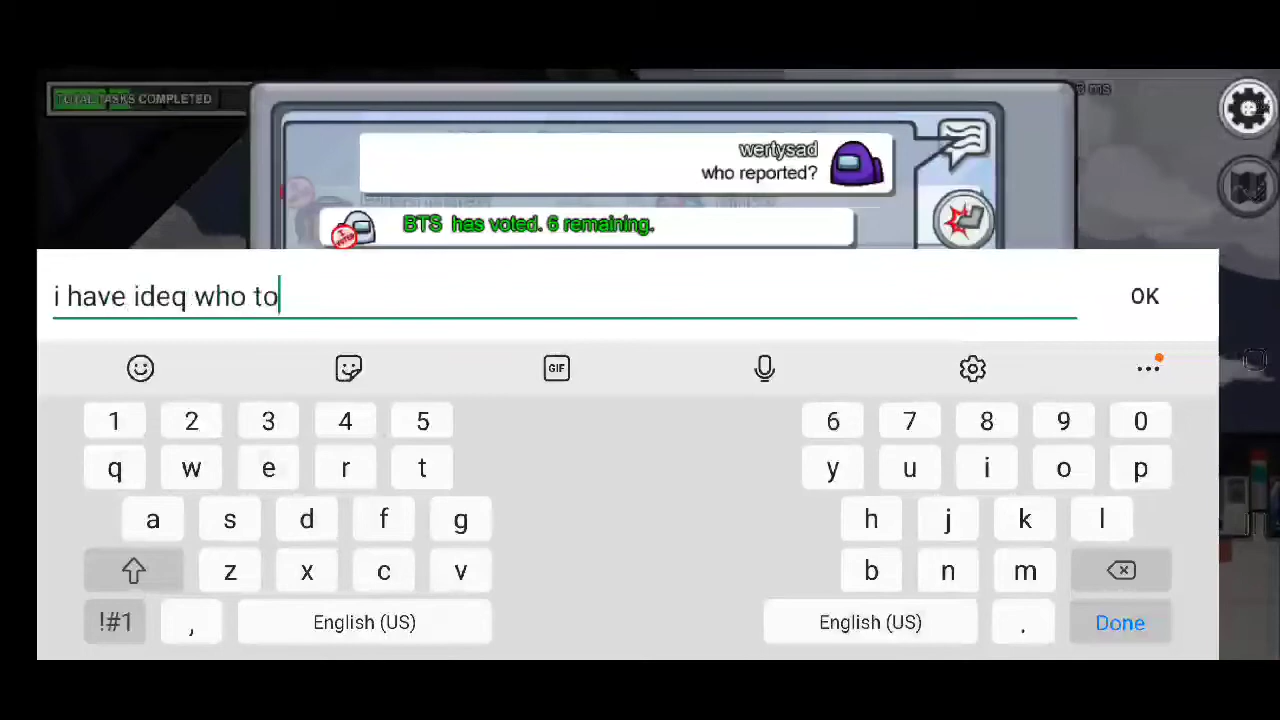 TOTAL TASKS COMPLETED
wertysad
who reported?
BTS has voted. 6 remaining.
i have ideq who to
OK
GIF
1 2 3 4 5 6 7 8 9 0
q w e r t y u i o p
a s d f g h j k l
z x c v b n m
!#1 , English (US) English (US) . Done